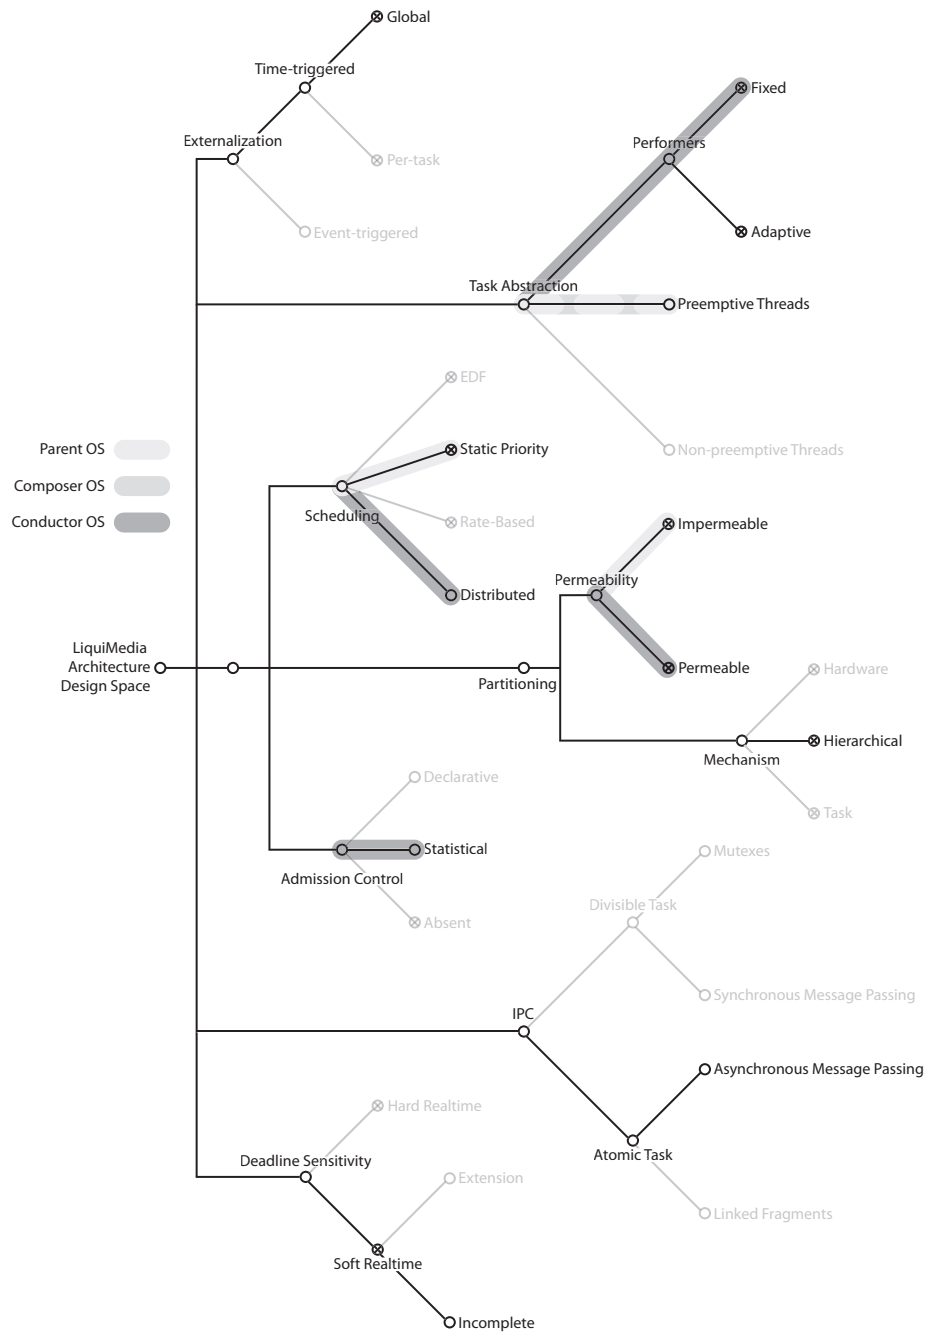 Global
Time-triggered
Fixed
Externalization
Performers
Per-task
Event-triggered
Adaptive
Task Abstraction
Preemptive Threads
EDF
Parent OS
Static Priority
Non-preemptive Threads
Composer OS
Conductor OS
Scheduling
Rate-Based
Impermeable
Permeability
Distributed
LiquiMedia
Architecture
Design Space
Partitioning
Permeable
Hardware
Hierarchical
Mechanism
Declarative
Task
Statistical
Mutexes
Admission Control
Divisible Task
Absent
Synchronous Message Passing
IPC
Asynchronous Message Passing
Hard Realtime
Atomic Task
Deadline Sensitivity
Extension
Linked Fragments
Soft Realtime
Incomplete